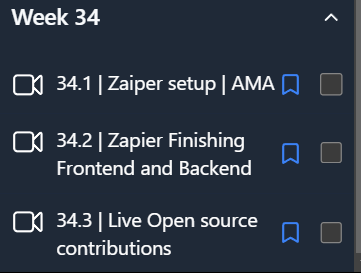 Week 34
34.1 | Zaiper setup | AMA
34.2 | Zapier Finishing
Frontend and Backend
34.3 | Live Open source
contributions